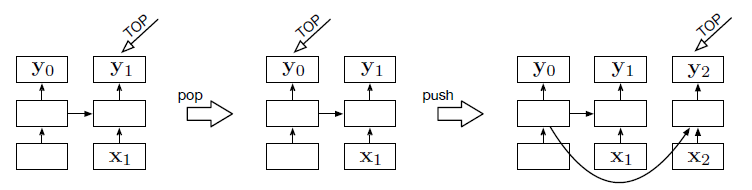 TOP TOP TOP
y0 y1 y0 y1 y0 y1 y2
pop push
x1 x1 x1 x2